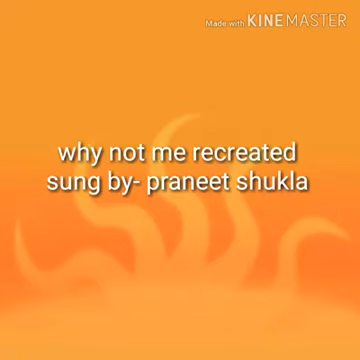 Made with KINEMASTER
why not me recreated
sung by- praneet shukla